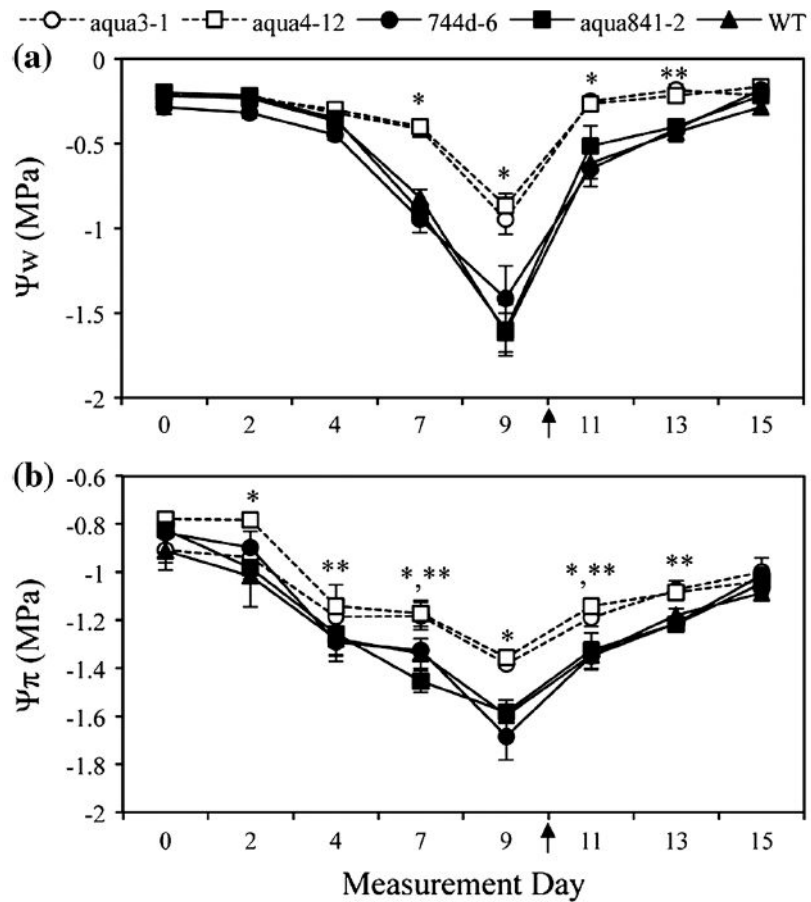 aqua3-1 aqua4-12 744d-6 aqua841-2 WT
(a)
0
-0.5
-1
-1.5
-2
Ψw (MPa)
* * * **
0 2 4 7 9 11 13 15
(b)
-0.6
-0.8
-1
-1.2
-1.4
-1.6
-1.8
-2
Ψπ (MPa)
* ** *,** * *,** **
0 2 4 7 9 11 13 15
Measurement Day